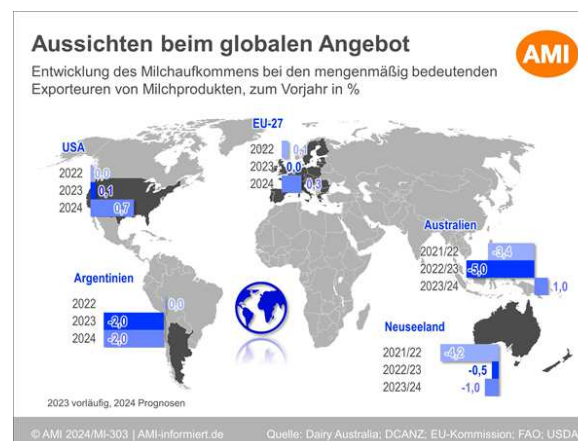 Aussichten beim globalen Angebot
AMI
Entwicklung des Milchaufkommens bei den mengenmäßig bedeutenden
Exporteuren von Milchprodukten, zum Vorjahr in %
EU-27
2022 0,1
2023 0,0
2024 0,3
USA
2022 0,0
2023 0,1
2024 0,7
Australien
2021/22 -3,4
2022/23 -5,0
2023/24 1,0
Argentinien
2022 0,0
2023 -2,0
2024 -2,0
Neuseeland
2021/22 -4,2
2022/23 -0,5
2023/24 -1,0
2023 vorläufig, 2024 Prognosen
© AMI 2024/MI-303 | AMI-informiert.de
Quelle: Dairy Australia; DCANZ; EU-Kommission; FAO; USDA